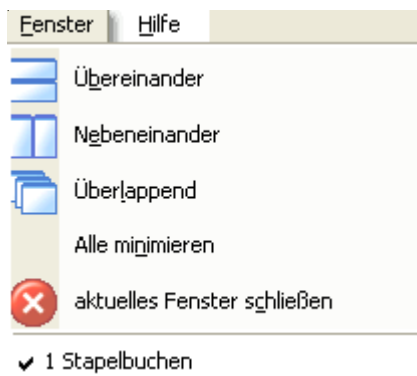 Fenster Hilfe
Übereinander
Nebeneinander
Überlappend
Alle minimieren
aktuelles Fenster schließen
1 Stapelbuchen